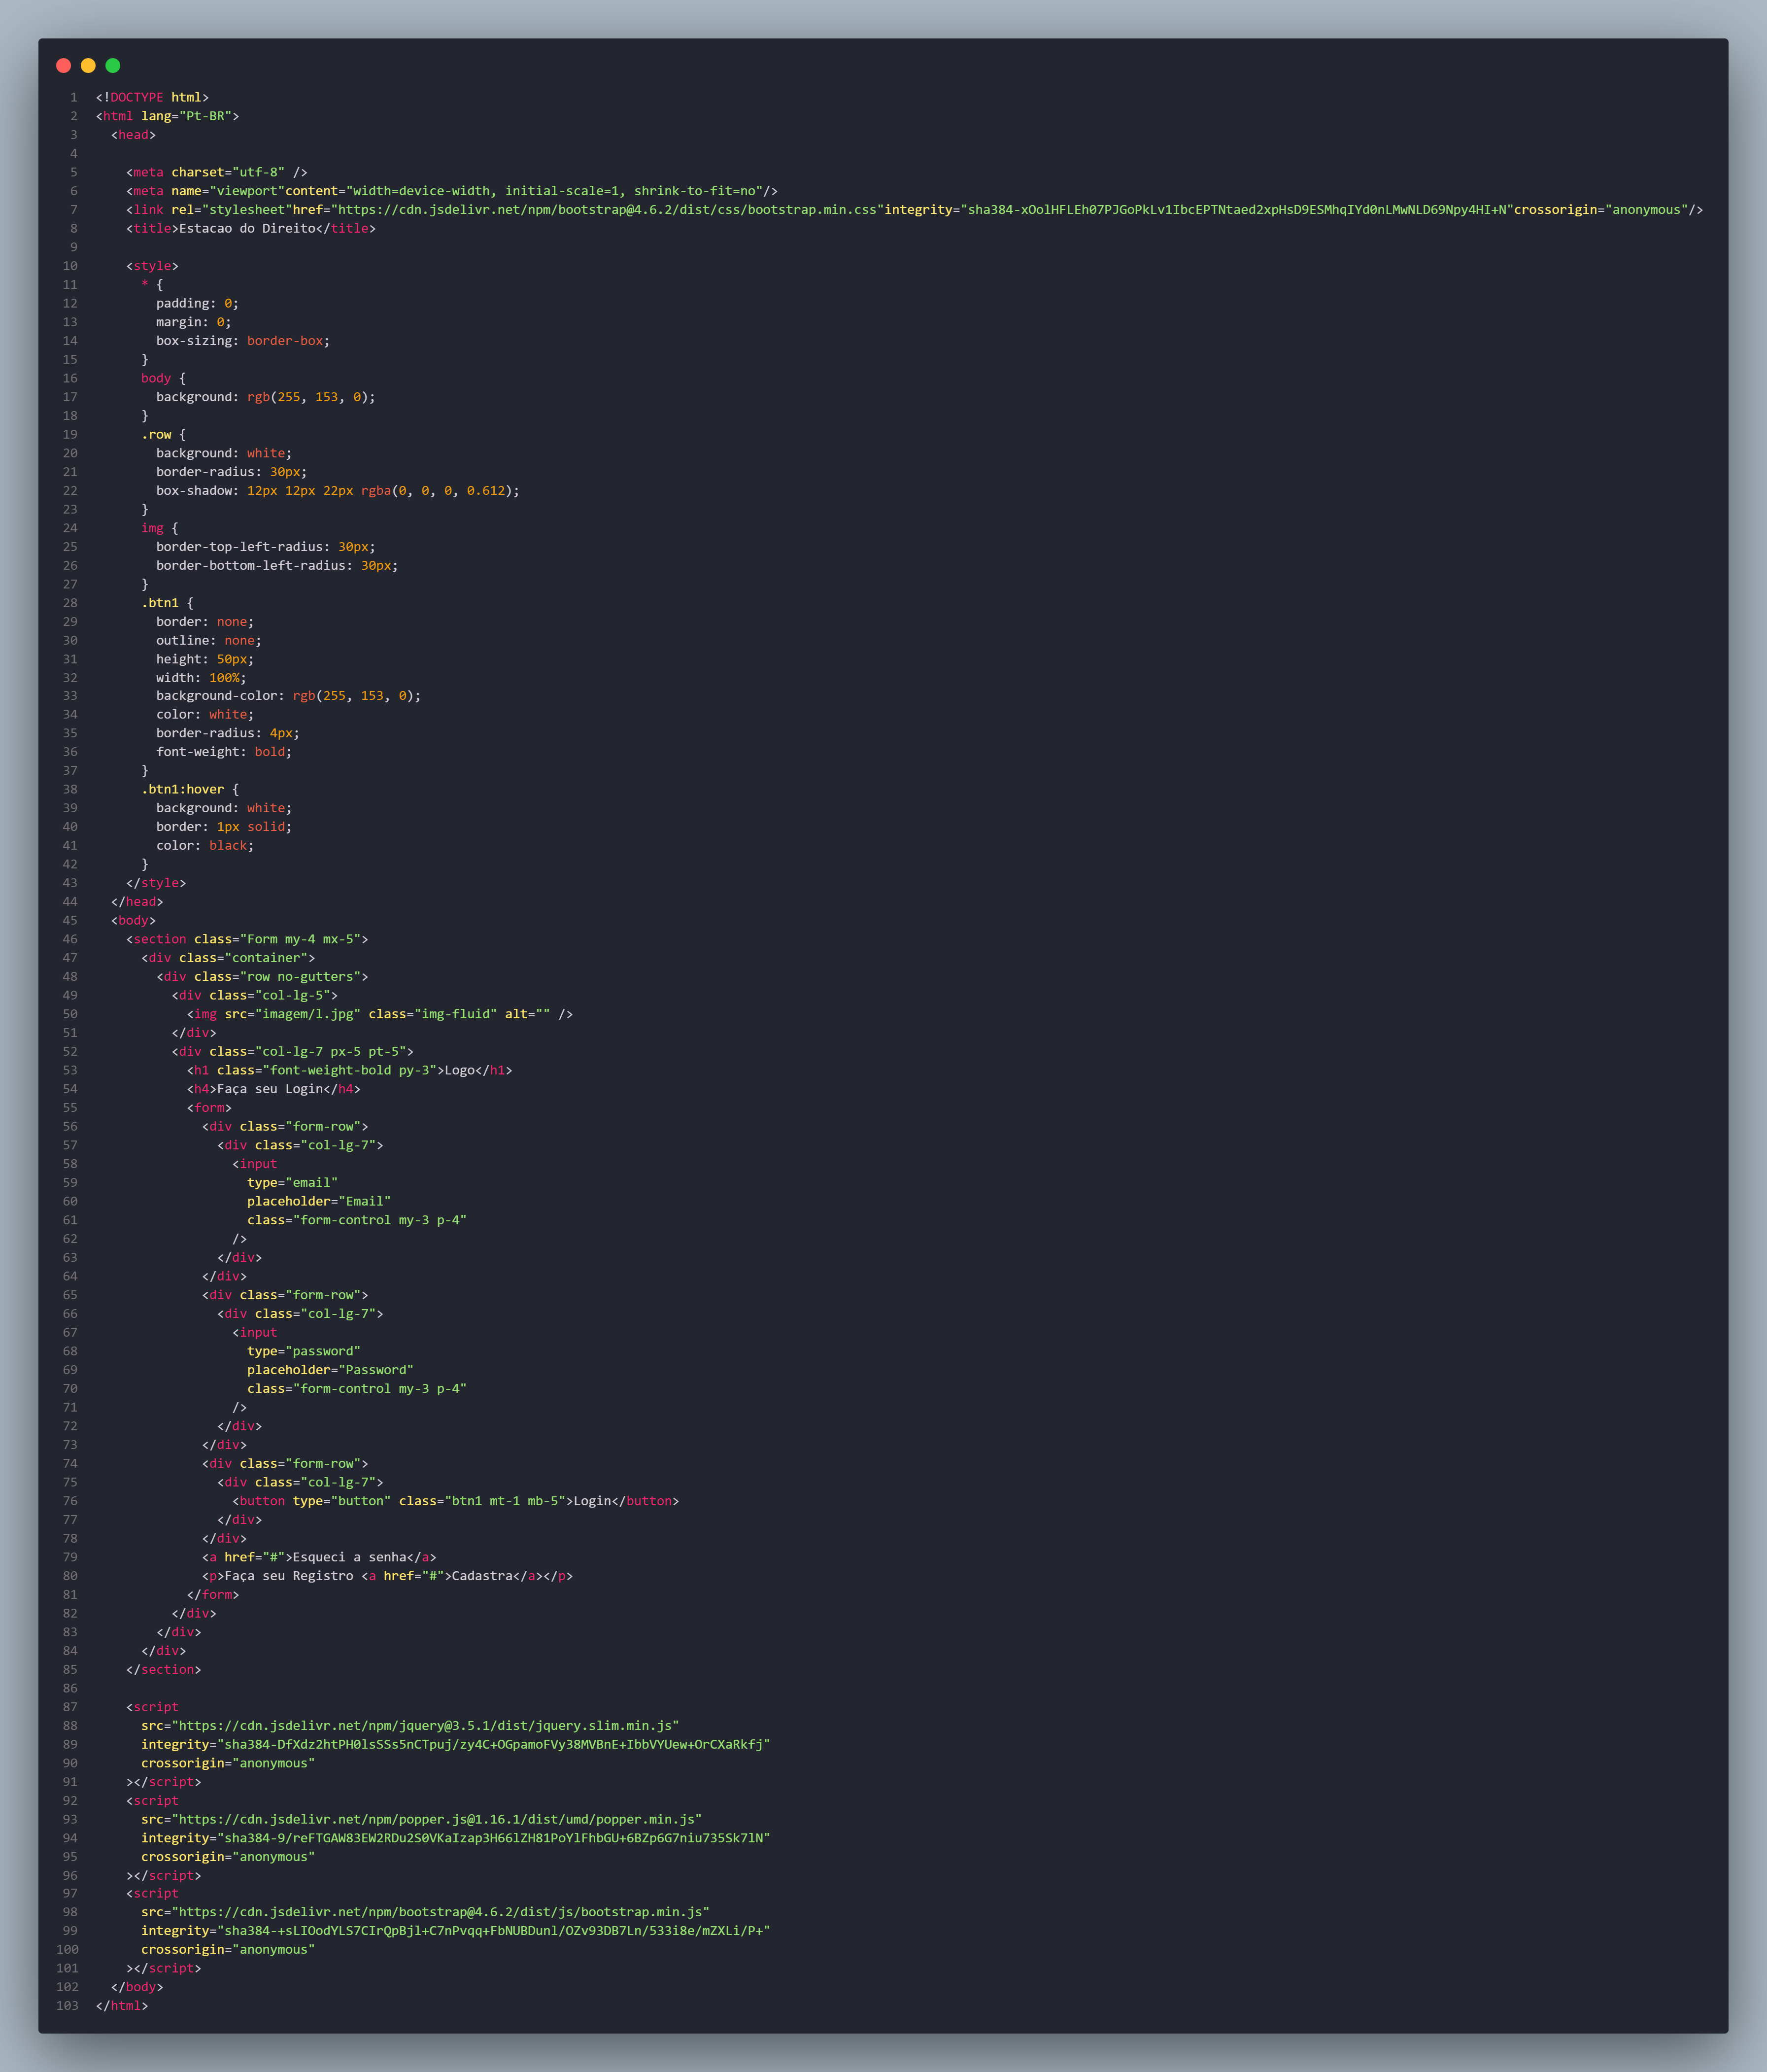 1 <!DOCTYPE html>
2 <html lang="Pt-BR">
3   <head>
4
5     <meta charset="utf-8" />
6     <meta name="viewport"content="width=device-width, initial-scale=1, shrink-to-fit=no"/>
7     <link rel="stylesheet"href="https://cdn.jsdelivr.net/npm/bootstrap@4.6.2/dist/css/bootstrap.min.css"integrity="sha384-xOolHFLEh07PJGoPkLv1IbcEPTNtaed2xpHsD9ESMhqIYd0nLMwNLD69Npy4HI+N"crossorigin="anonymous"/>
8     <title>Estacao do Direito</title>
9
10     <style>
11       * {
12         padding: 0;
13         margin: 0;
14         box-sizing: border-box;
15       }
16       body {
17         background: rgb(255, 153, 0);
18       }
19       .row {
20         background: white;
21         border-radius: 30px;
22         box-shadow: 12px 12px 22px rgba(0, 0, 0, 0.612);
23       }
24       img {
25         border-top-left-radius: 30px;
26         border-bottom-left-radius: 30px;
27       }
28       .btn1 {
29         border: none;
30         outline: none;
31         height: 50px;
32         width: 100%;
33         background-color: rgb(255, 153, 0);
34         color: white;
35         border-radius: 4px;
36         font-weight: bold;
37       }
38       .btn1:hover {
39         background: white;
40         border: 1px solid;
41         color: black;
42       }
43     </style>
44   </head>
45   <body>
46     <section class="Form my-4 mx-5">
47       <div class="container">
48         <div class="row no-gutters">
49           <div class="col-lg-5">
50             <img src="imagem/l.jpg" class="img-fluid" alt="" />
51           </div>
52           <div class="col-lg-7 px-5 pt-5">
53             <h1 class="font-weight-bold py-3">Logo</h1>
54             <h4>Faça seu Login</h4>
55             <form>
56               <div class="form-row">
57                 <div class="col-lg-7">
58                   <input
59                     type="email"
60                     placeholder="Email"
61                     class="form-control my-3 p-4"
62                   />
63                 </div>
64               </div>
65               <div class="form-row">
66                 <div class="col-lg-7">
67                   <input
68                     type="password"
69                     placeholder="Password"
70                     class="form-control my-3 p-4"
71                   />
72                 </div>
73               </div>
74               <div class="form-row">
75                 <div class="col-lg-7">
76                   <button type="button" class="btn1 mt-1 mb-5">Login</button>
77                 </div>
78               </div>
79               <a href="#">Esqueci a senha</a>
80               <p>Faça seu Registro <a href="#">Cadastra</a></p>
81             </form>
82           </div>
83         </div>
84       </div>
85     </section>
86
87     <script
88       src="https://cdn.jsdelivr.net/npm/jquery@3.5.1/dist/jquery.slim.min.js"
89       integrity="sha384-DfXdz2htPH0lsSSs5nCTpuj/zy4C+OGpamoFVy38MVBnE+IbbVYUew+OrCXaRkfj"
90       crossorigin="anonymous"
91     ></script>
92     <script
93       src="https://cdn.jsdelivr.net/npm/popper.js@1.16.1/dist/umd/popper.min.js"
94       integrity="sha384-9/reFTGAW83EW2RDu2S0VKaIzap3H66lZH81PoYlFhbGU+6BZp6G7niu735Sk7lN"
95       crossorigin="anonymous"
96     ></script>
97     <script
98       src="https://cdn.jsdelivr.net/npm/bootstrap@4.6.2/dist/js/bootstrap.min.js"
99       integrity="sha384-+sLIOodYLS7CIrQpBjl+C7nPvqq+FbNUBDunl/OZv93DB7Ln/533i8e/mZXLi/P+"
100       crossorigin="anonymous"
101     ></script>
102   </body>
103 </html>